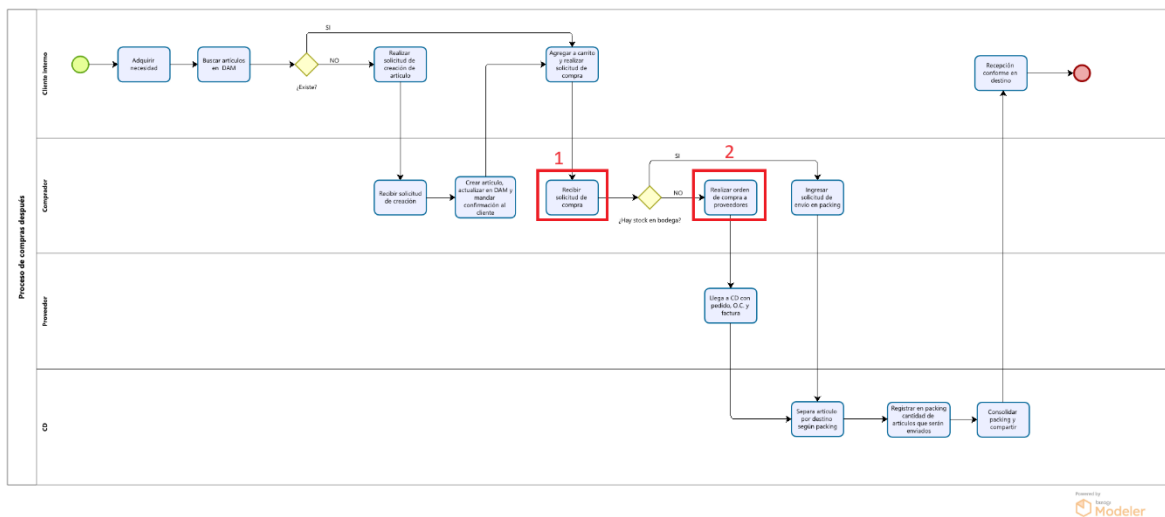 Proceso de compras después
Cliente Interno
Adquirir
necesidad
Buscar artículos
en DAM
¿Existe?
SI
NO
Realizar
solicitud de
creación de
artículo
Agregar a carrito
y realizar
solicitud de
compra
Recepción
conforme en
destino
Comprador
Recibir solicitud
de creación
Crear artículo,
actualizar en DAM y
mandar
confirmación al
cliente
1
Recibir
solicitud de
compra
¿Hay stock en bodega?
SI
NO
2
Realizar orden
de compra a
proveedores
Ingresar
solicitud de
envío en packing
Proveedor
Llega a CD con
pedido, O.C. y
factura
CD
Separa artículo
por destino
según packing
Registrar en packing
cantidad de
artículos que serán
enviados
Consolidar
packing y
compartir
Powered by
bizagi
Modeler